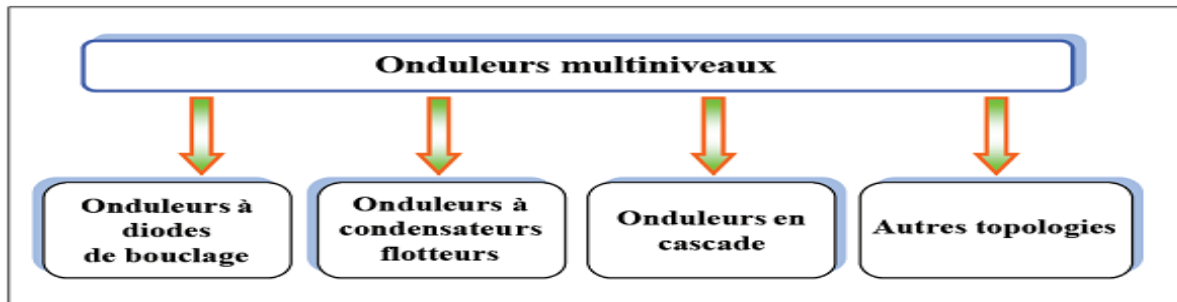 Onduleurs multiniveaux
Onduleurs à
diodes
de bouclage
Onduleurs à
condensateurs
flotteurs
Onduleurs en
cascade
Autres topologies